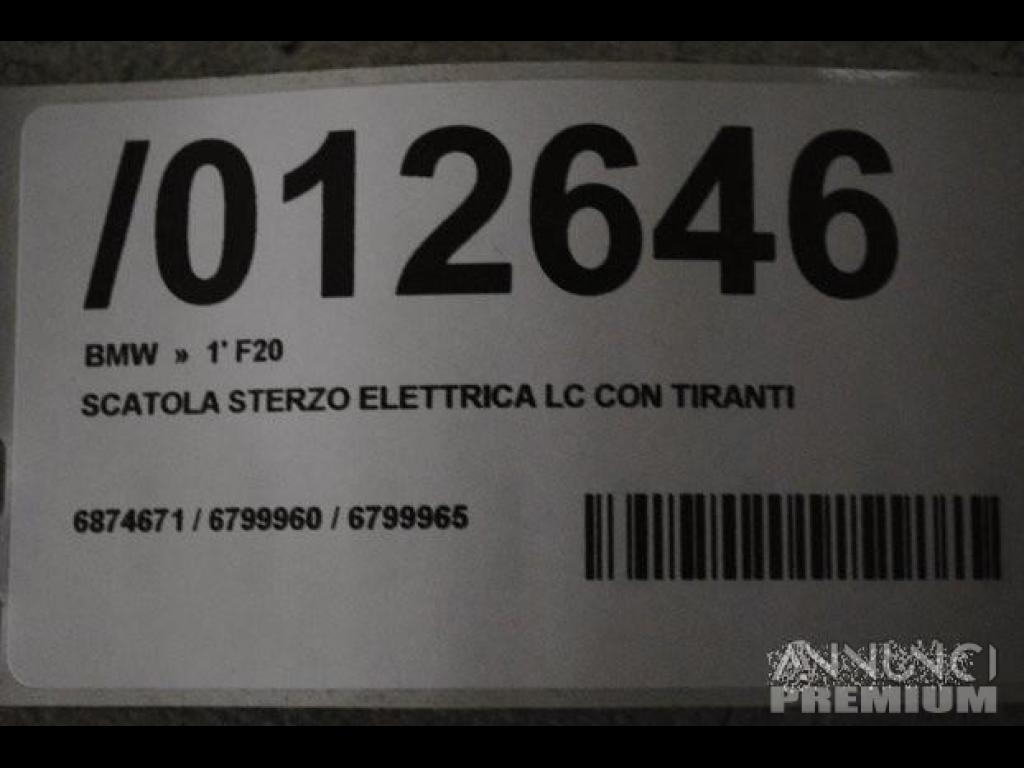 /012646
BMW » 1* F20
SCATOLA STERZO ELETTRICA LC CON TIRANTI
6874671 / 6799960 / 6799965
ANNUNCI
PREMIUM